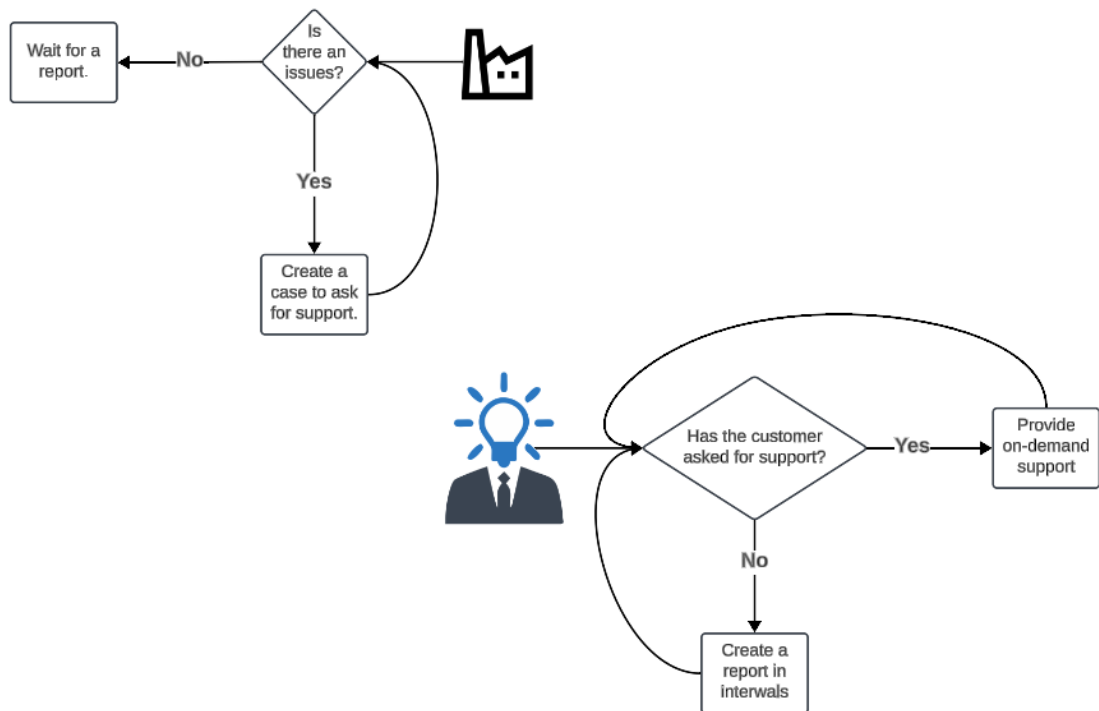 Wait for a
report.
No
Is
there an
issues?
Yes
Create a
case to ask
for support.
Has the customer
asked for support?
Yes
Provide
on-demand
support
No
Create a
report in
interwals